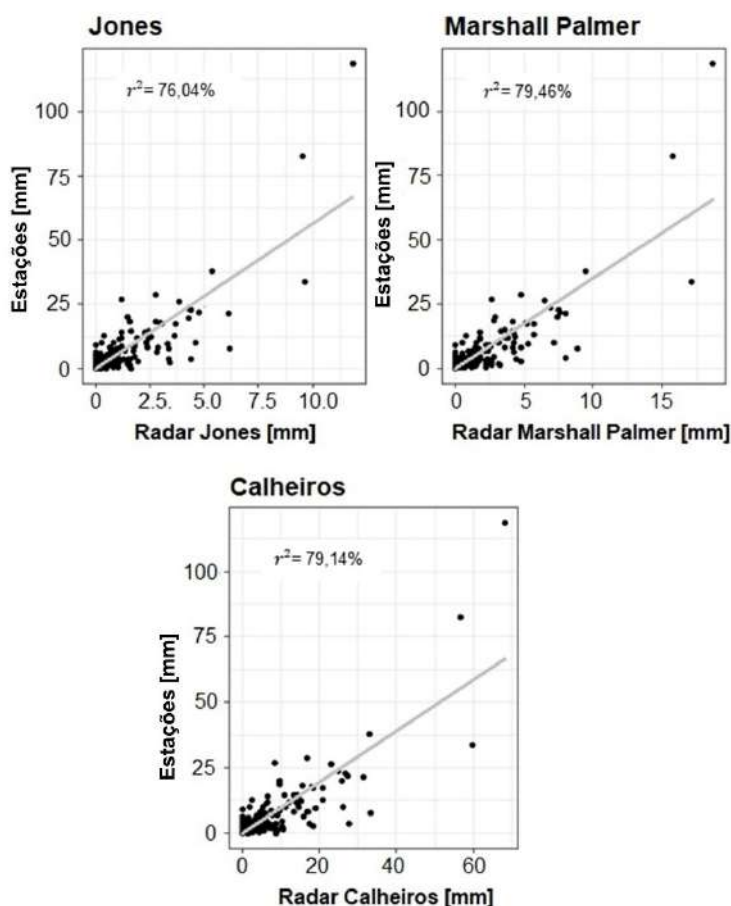 Jones
r²= 76,04%
Estações [mm]
100
75
50
25
0
0 2.5. 5.0 7.5 10.0
Radar Jones [mm]
Marshall Palmer
r²= 79,46%
Estações [mm]
100
75
50
25
0
0 5 10 15
Radar Marshall Palmer [mm]
Calheiros
r²= 79,14%
Estações [mm]
100
75
50
25
0
0 20 40 60
Radar Calheiros [mm]